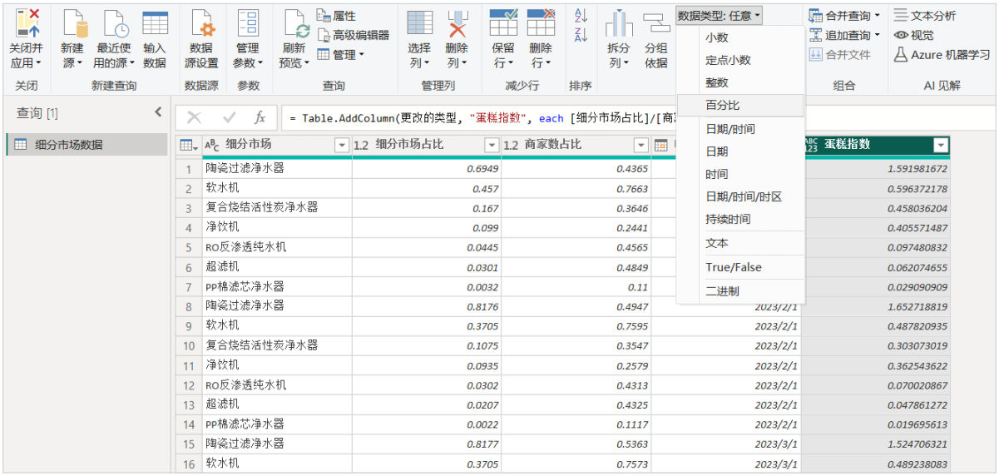 关闭并
应用
新建
源
最近使
用的源
输入
数据
数据
源设置
管理
参数
刷新
预览
属性
高级编辑器
管理
选择
列
删除
列
保留
行
删除
行
拆分
列
分组
依据
数据类型: 任意
合并查询
追加查询
合并文件
文本分析
视觉
Azure 机器学习
关闭
新建查询
数据源
参数
查询
管理列
减少行
排序
组合
AI 见解
小数
定点小数
整数
百分比
日期/时间
日期
时间
日期/时间/时区
持续时间
文本
True/False
二进制
查询 [1]
细分市场数据
fx
= Table.AddColumn(更改的类型, "蛋糕指数", each [细分市场占比]/[商
ABC 细分市场 1.2 细分市场占比 1.2 商家数占比 ABC 123 蛋糕指数
1 陶瓷过滤净水器 0.6949 0.4365 1.591981672
2 软水机 0.457 0.7663 0.596372178
3 复合烧结活性炭净水器 0.167 0.3646 0.458036204
4 净饮机 0.099 0.2441 0.405571487
5 RO反渗透纯水机 0.0445 0.4565 0.097480832
6 超滤机 0.0301 0.4849 0.062074655
7 PP棉滤芯净水器 0.0032 0.11 0.029090909
8 陶瓷过滤净水器 0.8176 0.4947 2023/2/1 1.652718819
9 软水机 0.3705 0.7595 2023/2/1 0.487820935
10 复合烧结活性炭净水器 0.1075 0.3547 2023/2/1 0.303073019
11 净饮机 0.0935 0.2579 2023/2/1 0.362543622
12 RO反渗透纯水机 0.0302 0.4313 2023/2/1 0.070020867
13 超滤机 0.0207 0.4325 2023/2/1 0.047861272
14 PP棉滤芯净水器 0.0022 0.1117 2023/2/1 0.019695613
15 陶瓷过滤净水器 0.8177 0.5363 2023/3/1 1.524706321
16 软水机 0.3705 0.7573 2023/3/1 0.489238083